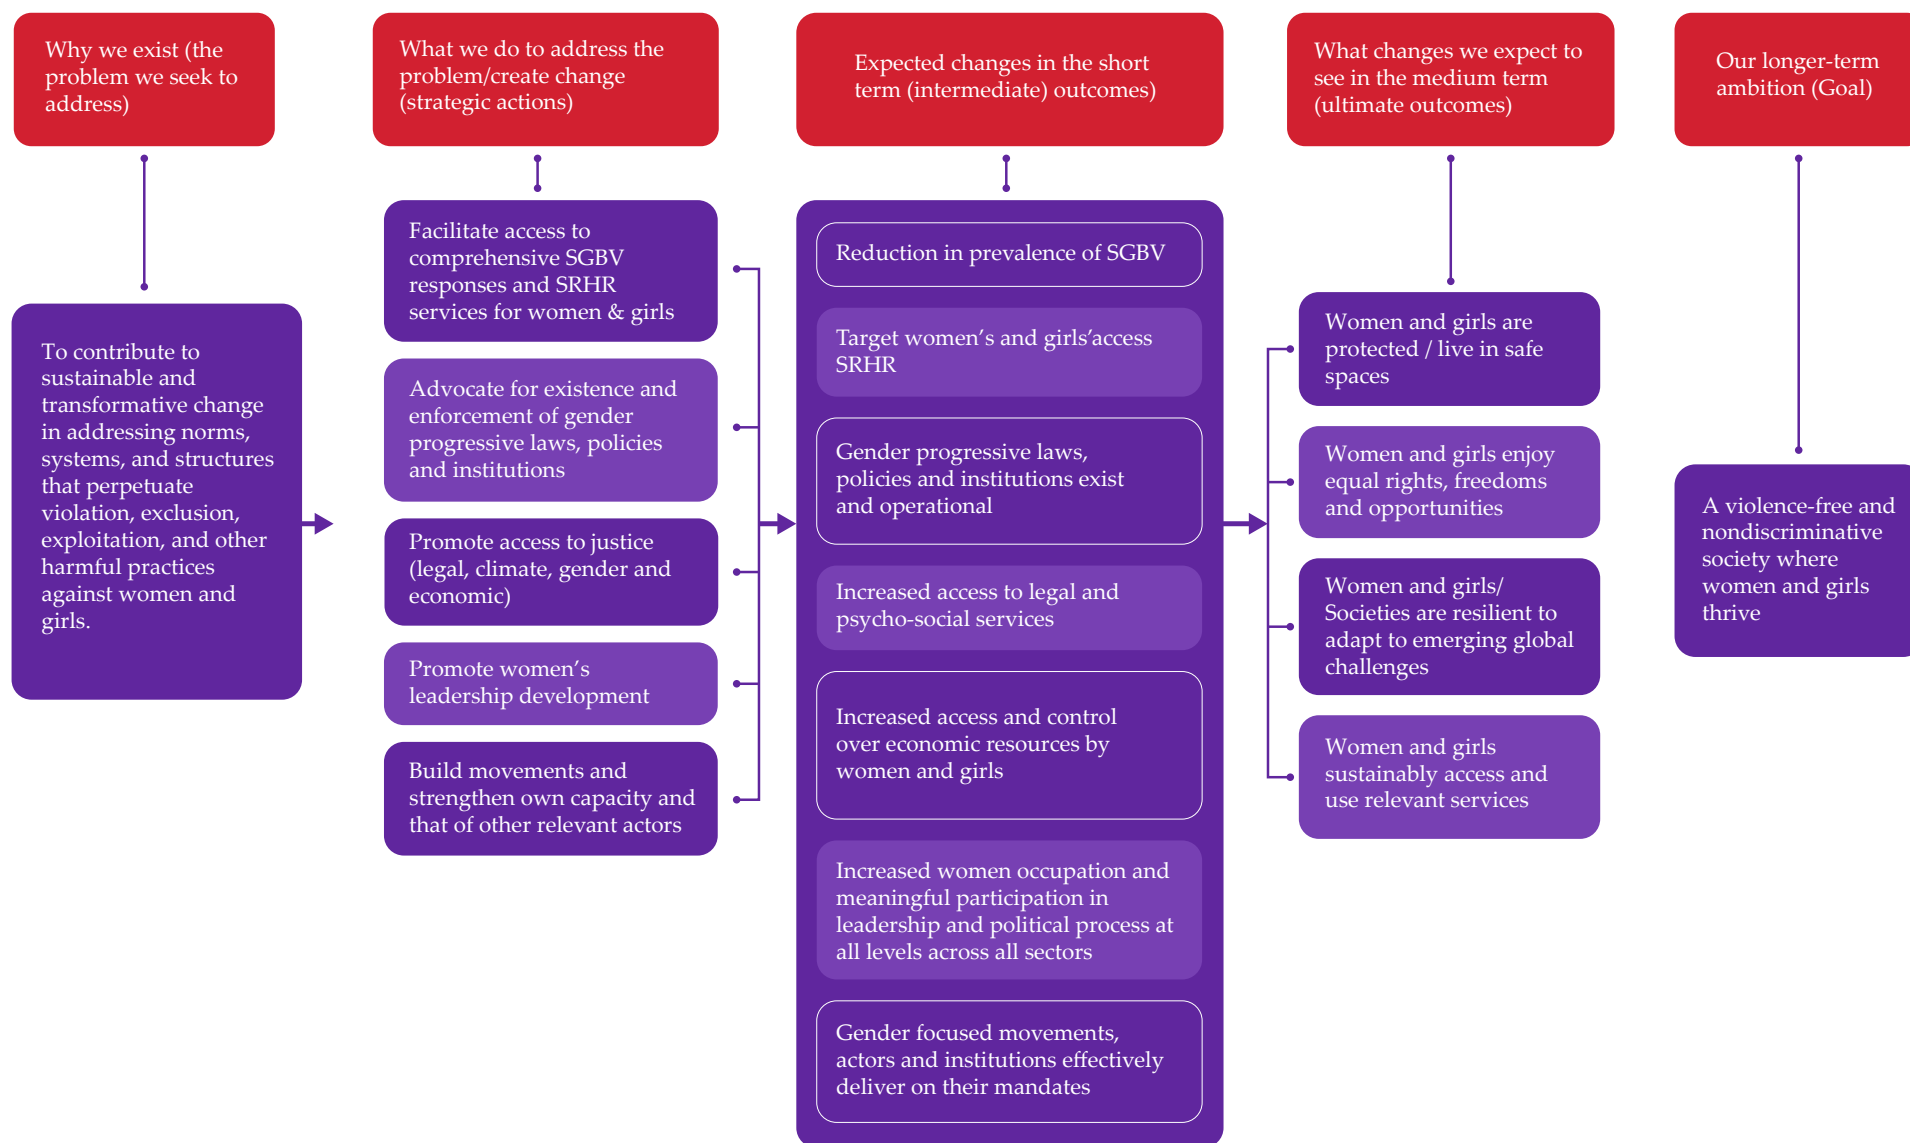 Why we exist (the
problem we seek to
address)
To contribute to
sustainable and
transformative change
in addressing norms,
systems, and structures
that perpetuate
violation, exclusion,
exploitation, and other
harmful practices
against women and
girls.
What we do to address the
problem/create change
(strategic actions)
Facilitate access to
comprehensive SGBV
responses and SRHR
services for women & girls
Advocate for existence and
enforcement of gender
progressive laws, policies
and institutions
Promote access to justice
(legal, climate, gender and
economic)
Promote women's
leadership development
Build movements and
strengthen own capacity and
that of other relevant actors
Expected changes in the short
term (intermediate) outcomes)
Reduction in prevalence of SGBV
Target women's and girls'access
SRHR
Gender progressive laws,
policies and institutions exist
and operational
Increased access to legal and
psycho-social services
Increased access and control
over economic resources by
women and girls
Increased women occupation and
meaningful participation in
leadership and political process at
all levels across all sectors
Gender focused movements,
actors and institutions effectively
deliver on their mandates
What changes we expect to
see in the medium term
(ultimate outcomes)
Women and girls are
protected / live in safe
spaces
Women and girls enjoy
equal rights, freedoms
and opportunities
Women and girls/
Societies are resilient to
adapt to emerging global
challenges
Women and girls
sustainably access and
use relevant services
Our longer-term
ambition (Goal)
A violence-free and
nondiscriminative
society where
women and girls
thrive